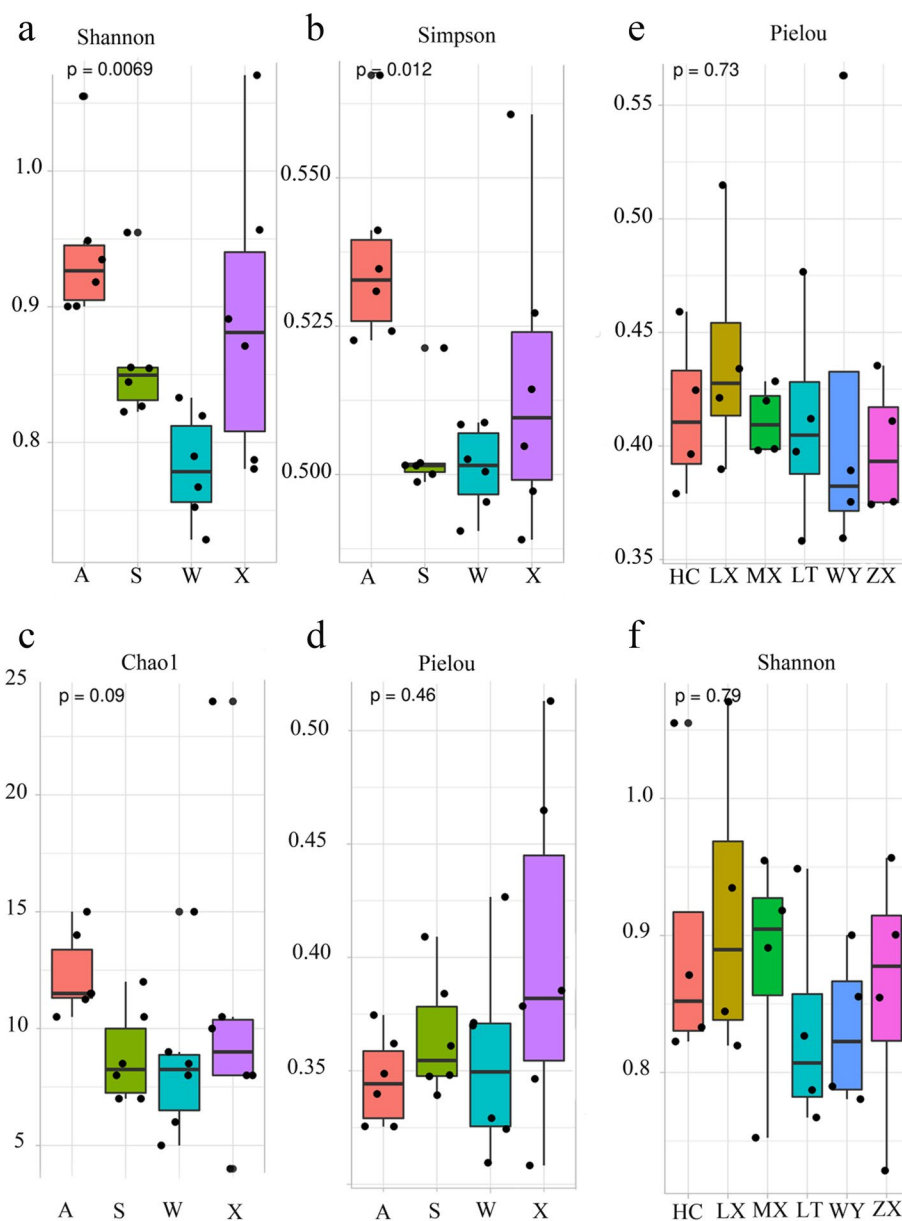 a
Shannon
p = 0.0069
1.0
0.9
0.8
A S W X
b
Simpson
p = 0.012
0.550
0.525
0.500
A S W X
e
Pielou
p = 0.73
0.55
0.50
0.45
0.40
0.35
HC LX MX LT WY ZX
c
Chao1
p = 0.09
25
20
15
10
5
A S W X
d
Pielou
p = 0.46
0.50
0.45
0.40
0.35
A S W X
f
Shannon
p = 0.79
1.0
0.9
0.8
HC LX MX LT WY ZX